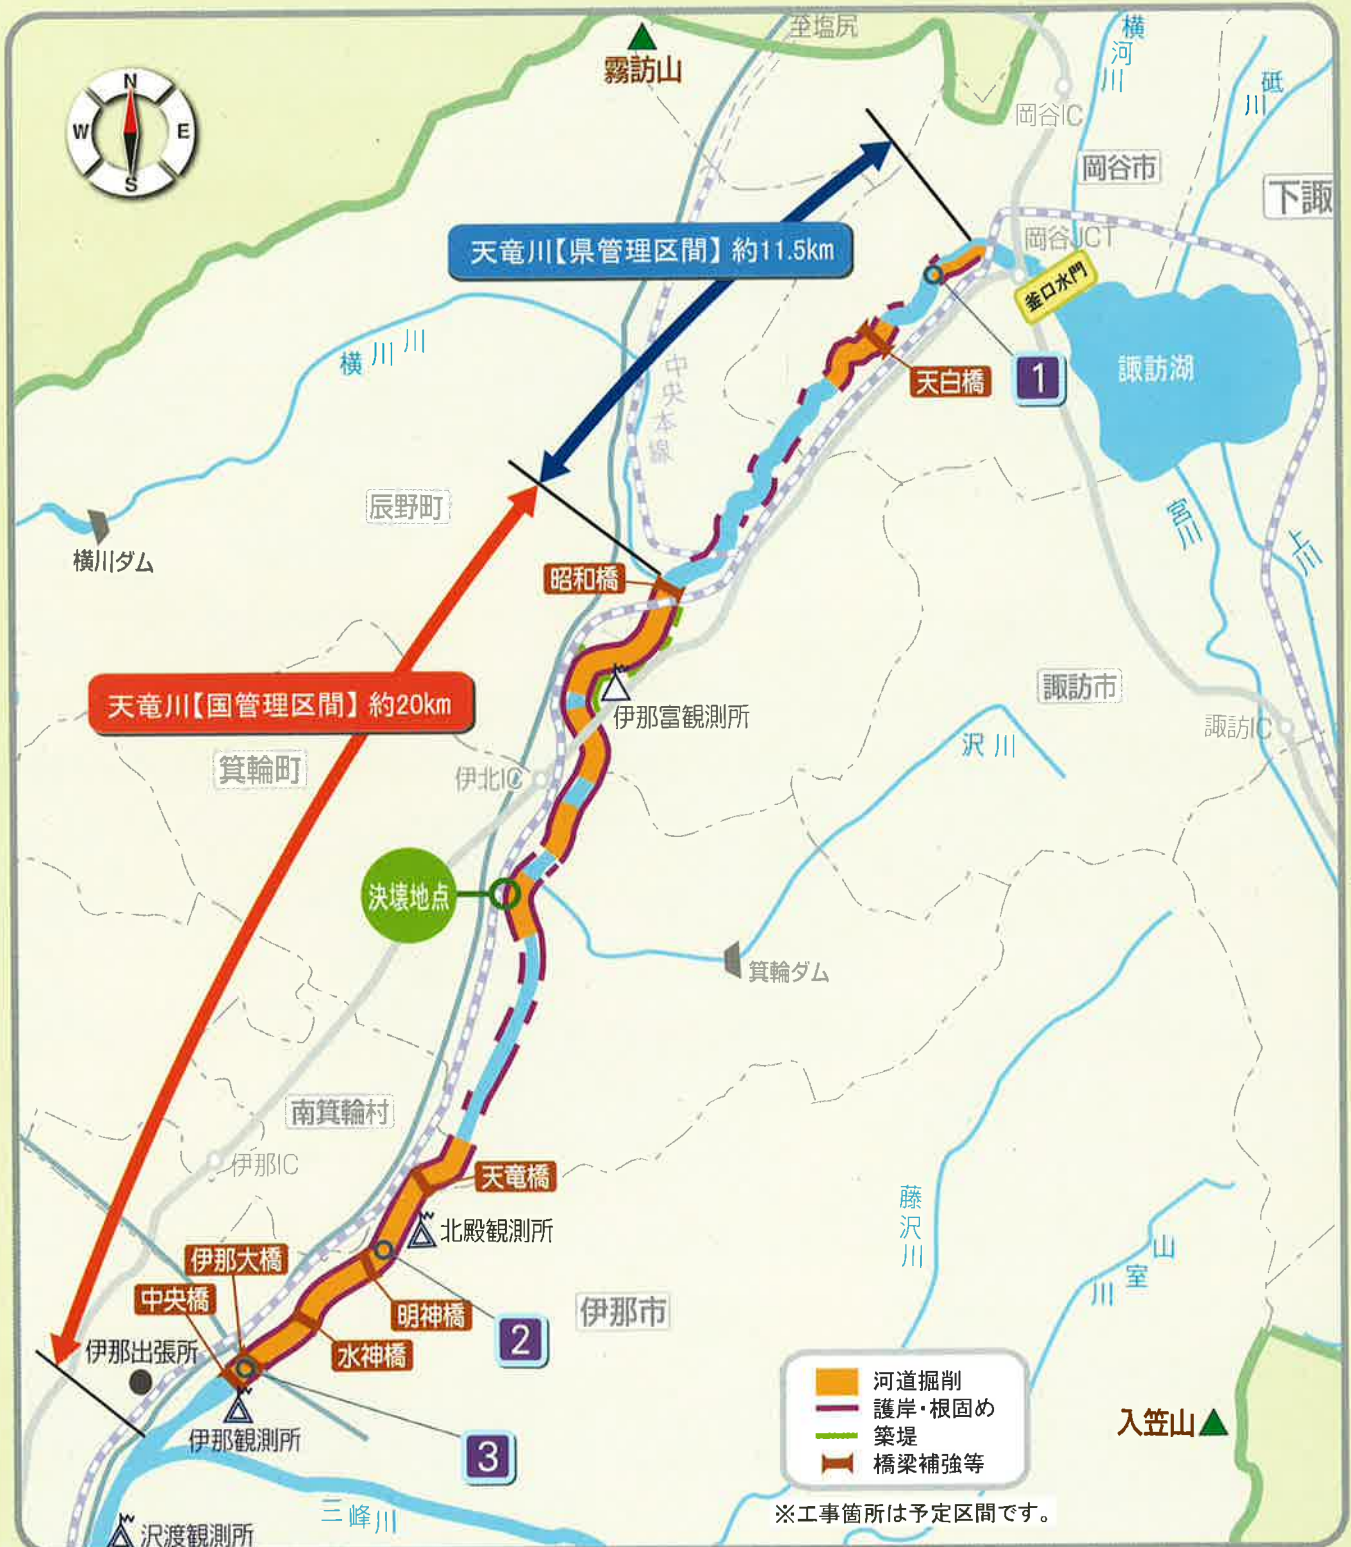 至塩尻
横河川
砥川
霧訪山
N
W
E
S
岡谷IC
岡谷市
下諏
天竜川【県管理区間】約11.5km
岡谷JCT
釜口水門
横川川
中央本線
天白橋
1
諏訪湖
辰野町
宮川
上川
横川ダム
昭和橋
天竜川【国管理区間】約20km
伊那富観測所
諏訪市
諏訪IC
沢川
箕輪町
伊北IC
決壊地点
箕輪ダム
南箕輪村
伊那IC
天竜橋
藤沢川
北殿観測所
山室川
伊那大橋
中央橋
明神橋
伊那市
2
伊那出張所
水神橋
河道掘削
護岸・根固め
築堤
橋梁補強等
入笠山
伊那観測所
3
※工事箇所は予定区間です。
三峰川
沢渡観測所